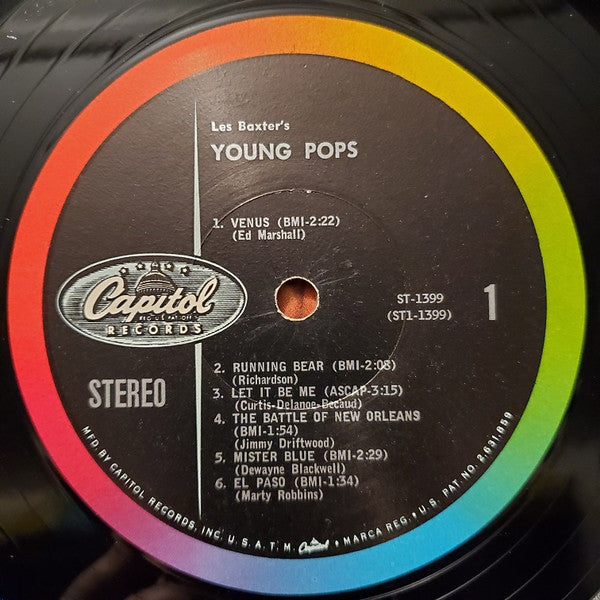 Les Baxter's
YOUNG POPS
1. VENUS (BMI-2:22)
(Ed Marshall)
Capitol
REG. U.S. PAT. OFF.
RECORDS
STEREO
ST-1399
(ST1-1399)
1
2. RUNNING BEAR (BMI-2:08)
(Richardson)
3. LET IT BE ME (ASCAP-3:15)
(Curtis-Delanoe-Becaud)
4. THE BATTLE OF NEW ORLEANS
(BMI-1:54)
(Jimmy Driftwood)
5. MISTER BLUE (BMI-2:29)
(Dewayne Blackwell)
6. EL PASO (BMI-1:34)
(Marty Robbins)
MFD. BY CAPITOL RECORDS, INC. U.S.A. T.M. Capitol • MARCA REG. • U.S. PAT. NO. 2,631,859